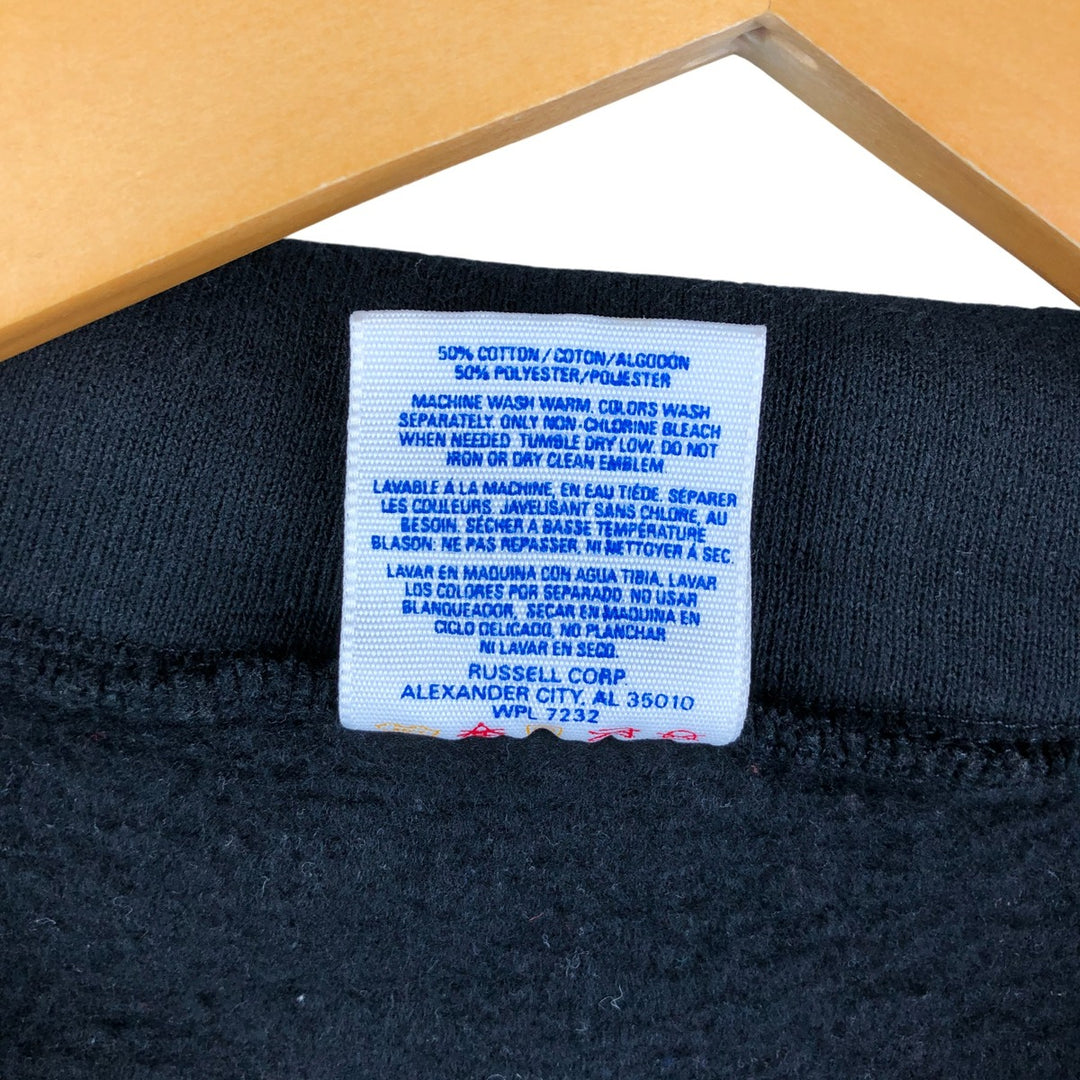 50% COTTON/COTON/ALGODON
50% POLYESTER/POLIESTER
MACHINE WASH WARM. COLORS WASH
SEPARATELY. ONLY NON-CHLORINE BLEACH
WHEN NEEDED. TUMBLE DRY LOW. DO NOT
IRON OR DRY CLEAN EMBLEM
LAVABLE À LA MACHINE, EN EAU TIÈDE. SÉPARER
LES COULEURS. JAVELISANT SANS CHLORE, AU
BESOIN. SÉCHER A BASSE TEMPÉRATURE
BLASON: NE PAS REPASSER, NI NETTOYER À SEC.
LAVAR EN MAQUINA CON AGUA TIBIA. LAVAR
LOS COLORES POR SEPARADO. NO USAR
BLANQUEADOR. SECAR EN MAQUINA EN
CICLO DELICADO. NO PLANCHAR
NI LAVAR EN SECO.
RUSSELL CORP.
ALEXANDER CITY, AL 35010
WPL 7232